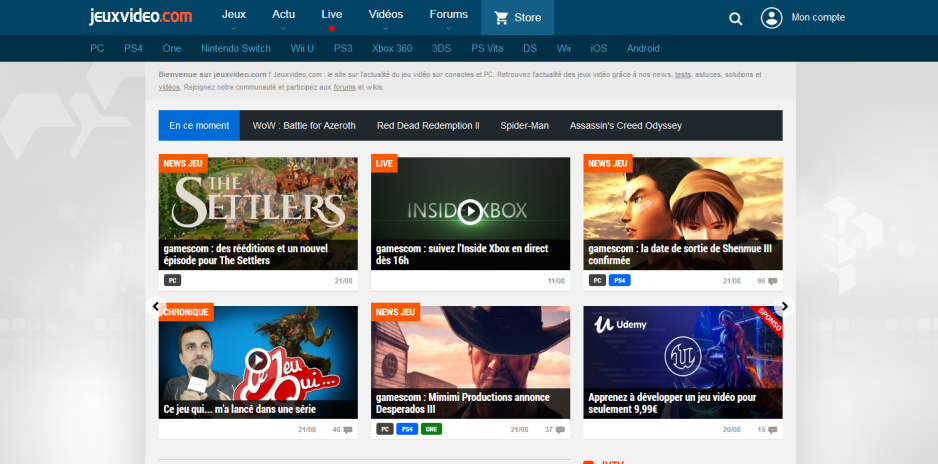 jeuxvideo.com Jeux Actu Live Vidéos Forums Store Mon compte
PC PS4 One Nintendo Switch Wii U PS3 Xbox 360 3DS PS Vita DS Wii iOS Android
Bienvenue sur jeuxvideo.com ! Jeuxvideo.com : le site sur l'actualité du jeu vidéo sur consoles et PC. Retrouvez l'actualité des jeux vidéo grâce à nos news, tests, astuces, solutions et
vidéos. Rejoignez notre communauté et participez aux forums et wikis.
En ce moment WoW : Battle for Azeroth Red Dead Redemption II Spider-Man Assassin's Creed Odyssey
NEWS JEU
THE
SETTLERS
gamescom : des rééditions et un nouvel
épisode pour The Settlers
PC 21/08
LIVE
INSIDE XBOX
gamescom : suivez l'Inside Xbox en direct
dès 16h
11/08
NEWS JEU
gamescom : la date de sortie de Shenmue III
confirmée
PC PS4 21/08 96
CHRONIQUE
Ce Jeu
Qui...
Ce jeu qui... m'a lancé dans une série
21/08 46
NEWS JEU
gamescom : Mimimi Productions annonce
Desperados III
PC PS4 ONE 21/08 37
Udemy
SPONSO
Apprenez à développer un jeu vidéo pour
seulement 9,99€
20/08 15